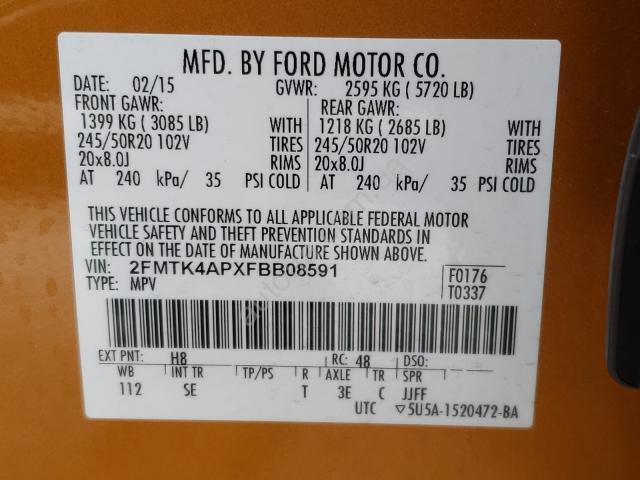 MFD. BY FORD MOTOR CO.
DATE: 02/15 GVWR: 2595 KG ( 5720 LB)
FRONT GAWR: REAR GAWR:
1399 KG ( 3085 LB) WITH 1218 KG ( 2685 LB) WITH
245/50R20 102V TIRES 245/50R20 102V TIRES
20x8.0J RIMS 20x8.0J RIMS
AT 240 kPa/ 35 PSI COLD AT 240 kPa/ 35 PSI COLD
THIS VEHICLE CONFORMS TO ALL APPLICABLE FEDERAL MOTOR
VEHICLE SAFETY AND THEFT PREVENTION STANDARDS IN
EFFECT ON THE DATE OF MANUFACTURE SHOWN ABOVE.
VIN: 2FMTK4APXFBB08591 F0176
TYPE: MPV T0337
EXT PNT: H8 RC: 48 DSO:
WB INT TR TP/PS R AXLE TR SPR
112 SE T 3E C JJFF
UTC ▽5U5A-1520472-BA